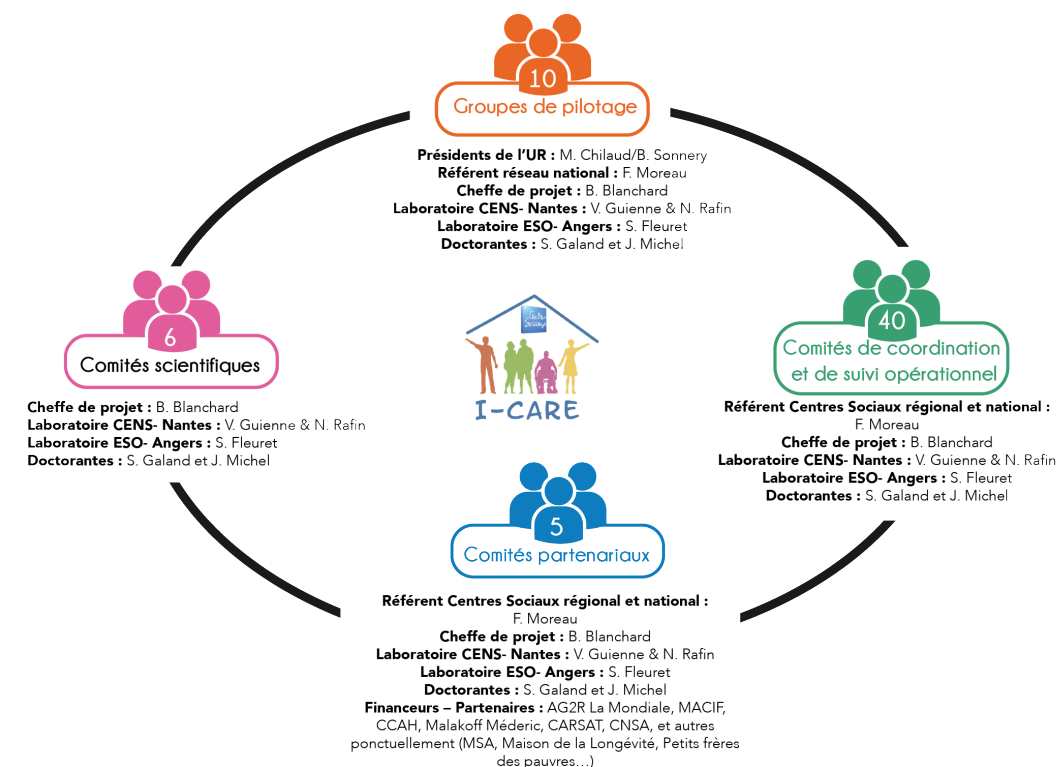 10
Groupes de pilotage
Présidents de l'UR : M. Chilaud/B. Sonnery
Référent réseau national : F. Moreau
Cheffe de projet : B. Blanchard
Laboratoire CENS- Nantes : V. Guienne & N. Rafin
Laboratoire ESO- Angers : S. Fleuret
Doctorantes : S. Galand et J. Michel
6
Comités scientifiques
Cheffe de projet : B. Blanchard
Laboratoire CENS- Nantes : V. Guienne & N. Rafin
Laboratoire ESO- Angers : S. Fleuret
Doctorantes : S. Galand et J. Michel
I-CARE
40
Comités de coordination
et de suivi opérationnel
Référent Centres Sociaux régional et national :
F. Moreau
Cheffe de projet : B. Blanchard
Laboratoire CENS- Nantes : V. Guienne & N. Rafin
Laboratoire ESO- Angers : S. Fleuret
Doctorantes : S. Galand et J. Michel
5
Comités partenariaux
Référent Centres Sociaux régional et national :
F. Moreau
Cheffe de projet : B. Blanchard
Laboratoire CENS- Nantes : V. Guienne & N. Rafin
Laboratoire ESO- Angers : S. Fleuret
Doctorantes : S. Galand et J. Michel
Financeurs – Partenaires : AG2R La Mondiale, MACIF,
CCAH, Malakoff Méderic, CARSAT, CNSA, et autres
ponctuellement (MSA, Maison de la Longévité, Petits frères
des pauvres…)